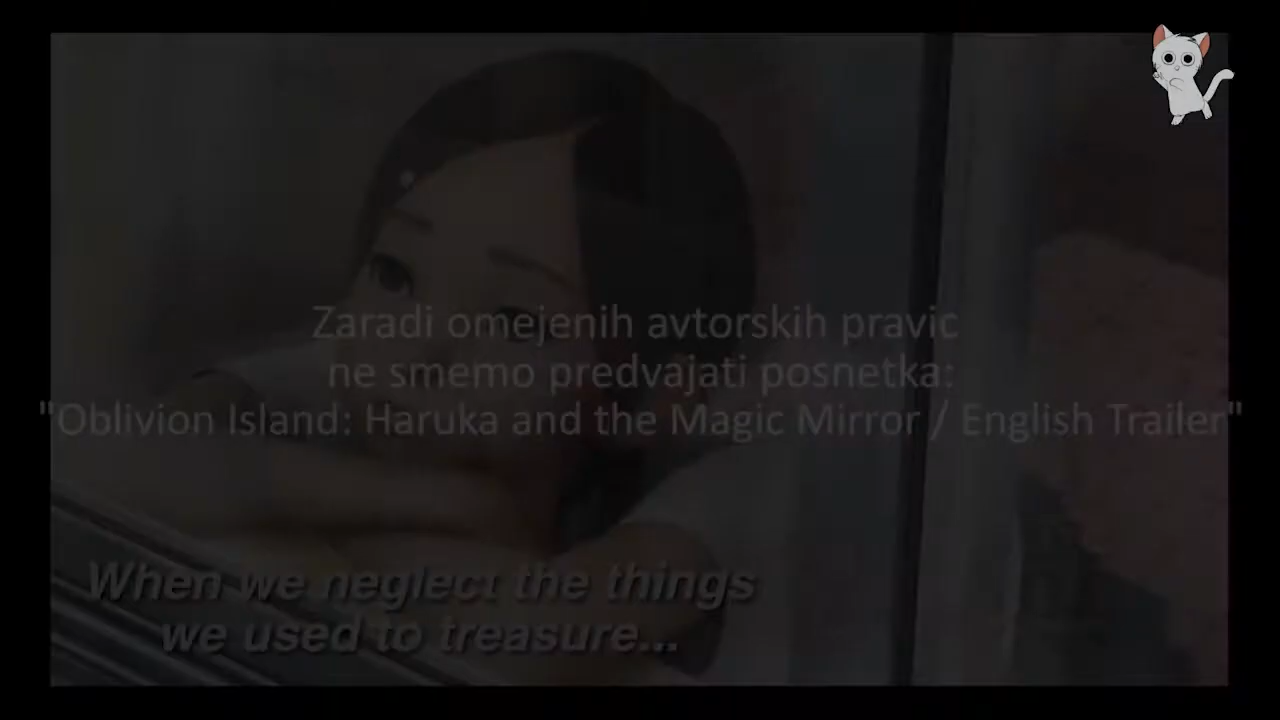 Zaradi omejenih avtorskih pravic
ne smemo predvajati posnetka:
"Oblivion Island: Haruka and the Magic Mirror / English Trailer"
When we neglect the things
we used to treasure...